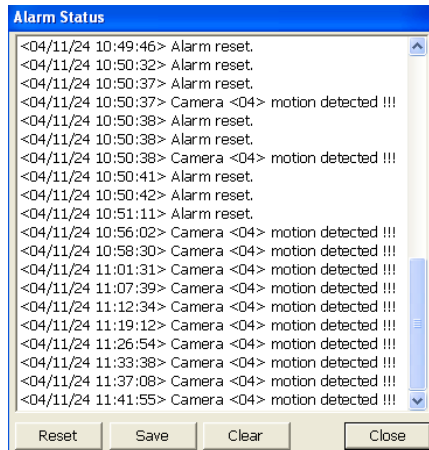 Alarm Status
<04/11/24 10:49:46> Alarm reset.
<04/11/24 10:50:32> Alarm reset.
<04/11/24 10:50:37> Alarm reset.
<04/11/24 10:50:37> Camera <04> motion detected !!!
<04/11/24 10:50:38> Alarm reset.
<04/11/24 10:50:38> Alarm reset.
<04/11/24 10:50:38> Camera <04> motion detected !!!
<04/11/24 10:50:41> Alarm reset.
<04/11/24 10:50:42> Alarm reset.
<04/11/24 10:51:11> Alarm reset.
<04/11/24 10:56:02> Camera <04> motion detected !!!
<04/11/24 10:58:30> Camera <04> motion detected !!!
<04/11/24 11:01:31> Camera <04> motion detected !!!
<04/11/24 11:07:39> Camera <04> motion detected !!!
<04/11/24 11:12:34> Camera <04> motion detected !!!
<04/11/24 11:19:12> Camera <04> motion detected !!!
<04/11/24 11:26:54> Camera <04> motion detected !!!
<04/11/24 11:33:38> Camera <04> motion detected !!!
<04/11/24 11:37:08> Camera <04> motion detected !!!
<04/11/24 11:41:55> Camera <04> motion detected !!!
Reset Save Clear Close